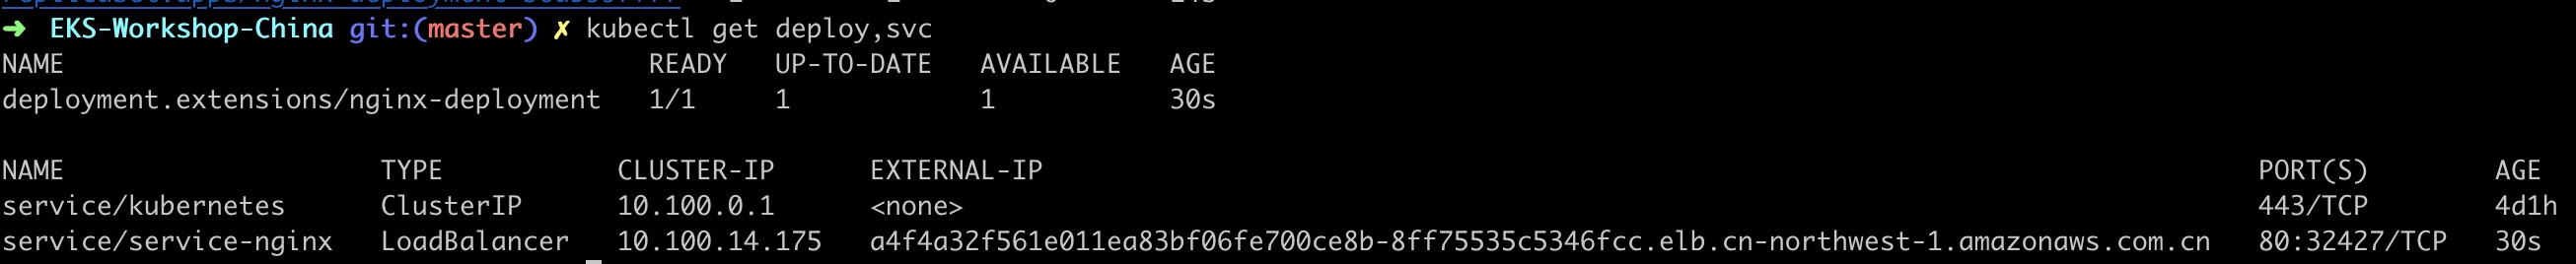 ➜ EKS-Workshop-China git:(master) ✗ kubectl get deploy,svc
NAME READY UP-TO-DATE AVAILABLE AGE
deployment.extensions/nginx-deployment 1/1 1 1 30s
NAME TYPE CLUSTER-IP EXTERNAL-IP PORT(S) AGE
service/kubernetes ClusterIP 10.100.0.1 <none> 443/TCP 4d1h
service/service-nginx LoadBalancer 10.100.14.175 a4f4a32f561e011ea83bf06fe700ce8b-8ff75535c5346fcc.elb.cn-northwest-1.amazonaws.com.cn 80:32427/TCP 30s